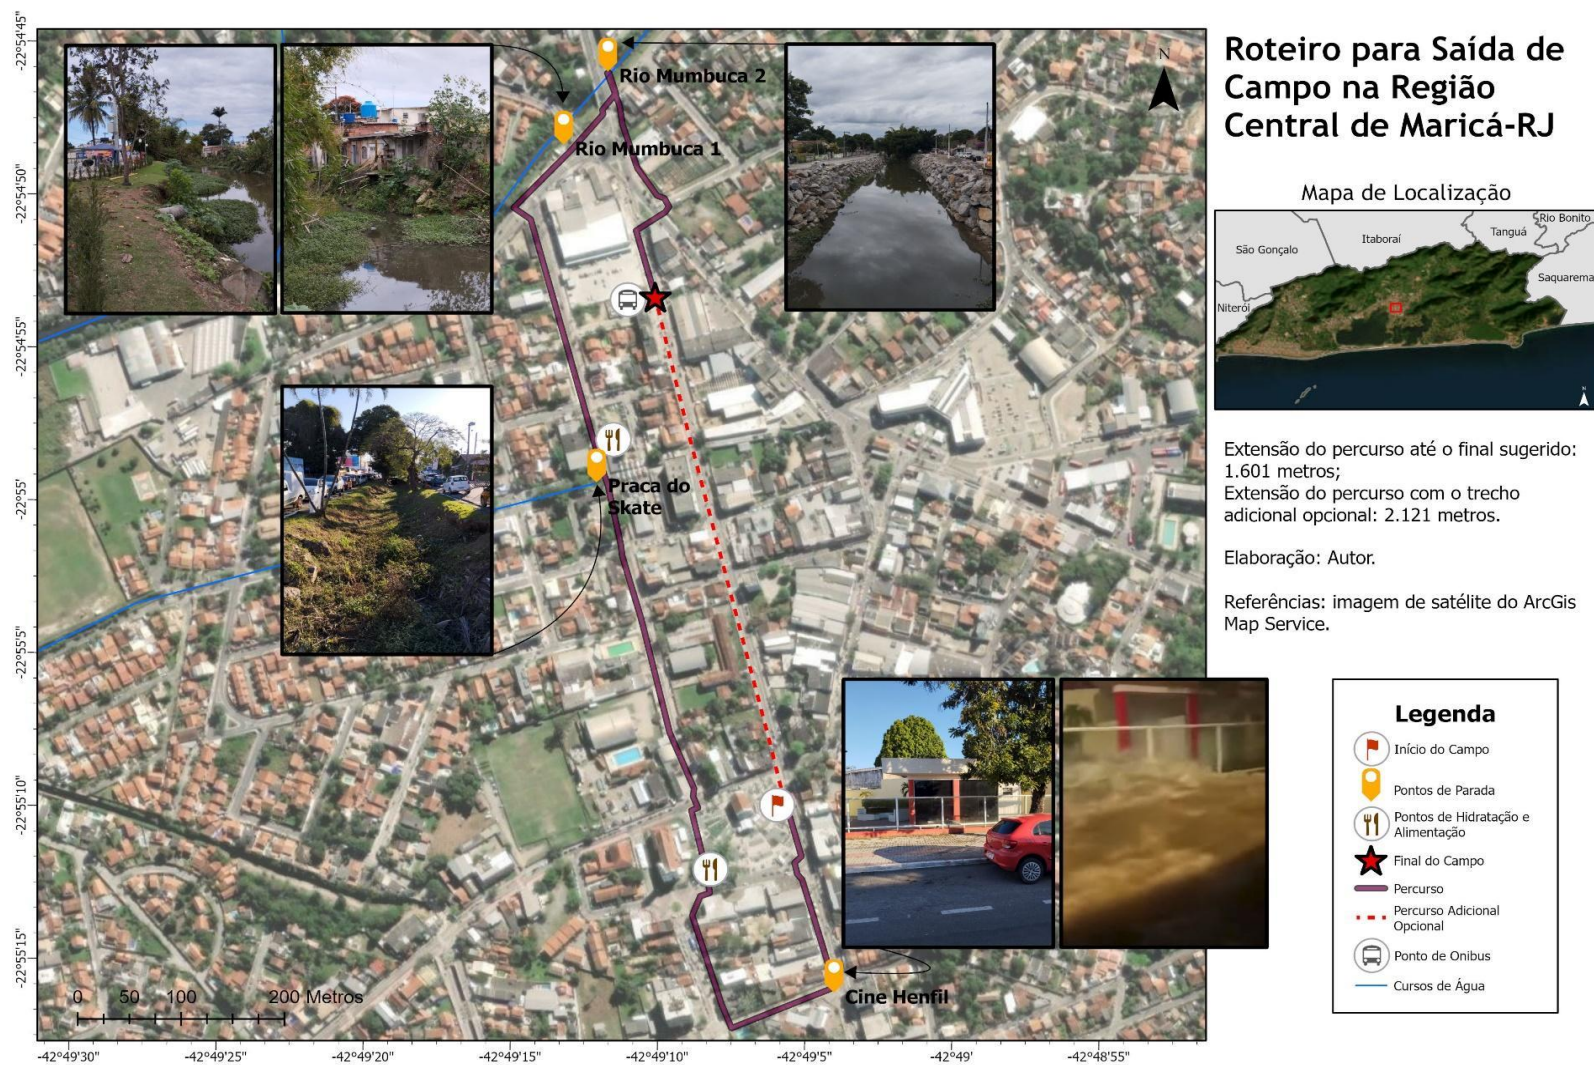 Roteiro para Saída de
Campo na Região
Central de Maricá-RJ
Mapa de Localização
Rio Bonito
Tanguá
Itaboraí
São Gonçalo
Saquarema
Niterói
N
Extensão do percurso até o final sugerido:
1.601 metros;
Extensão do percurso com o trecho
adicional opcional: 2.121 metros.
Elaboração: Autor.
Referências: imagem de satélite do ArcGis
Map Service.
Legenda
Início do Campo
Pontos de Parada
Pontos de Hidratação e
Alimentação
Final do Campo
Percurso
Percurso Adicional
Opcional
Ponto de Onibus
Cursos de Água
N
Rio Mumbuca 2
Rio Mumbuca 1
Praca do
Skate
Cine Henfil
0 50 100 200 Metros
-22°54'45"
-22°54'50"
-22°54'55"
-22°55'
-22°55'5"
-22°55'10"
-22°55'15"
-42°49'30" -42°49'25" -42°49'20" -42°49'15" -42°49'10" -42°49'5" -42°49' -42°48'55"